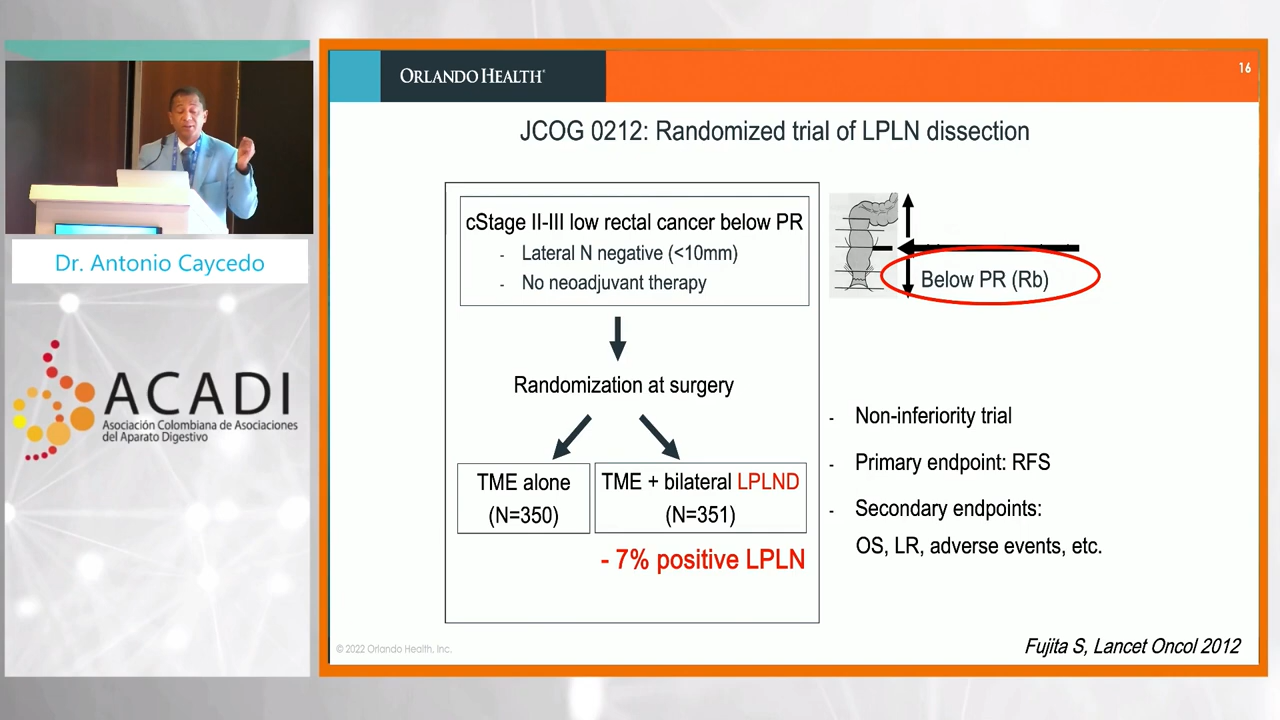 ORLANDO HEALTH®
16
JCOG 0212: Randomized trial of LPLN dissection
cStage II-III low rectal cancer below PR
- Lateral N negative (<10mm)
- No neoadjuvant therapy
Randomization at surgery
TME alone
(N=350)
TME + bilateral LPLND
(N=351)
- 7% positive LPLN
Below PR (Rb)
- Non-inferiority trial
- Primary endpoint: RFS
- Secondary endpoints:
OS, LR, adverse events, etc.
© 2022 Orlando Health, Inc.
Fujita S, Lancet Oncol 2012
Dr. Antonio Caycedo
ACADI
Asociación Colombiana de Asociaciones
del Aparato Digestivo